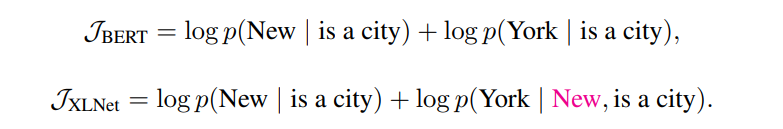 𝒥BERT = log p(New | is a city) + log p(York | is a city),
𝒥XLNet = log p(New | is a city) + log p(York | New, is a city).